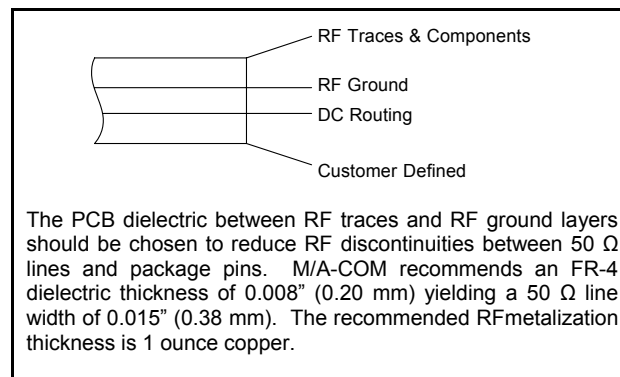 RF Traces & Components
RF Ground
DC Routing
Customer Defined
The PCB dielectric between RF traces and RF ground layers
should be chosen to reduce RF discontinuities between 50 Ω
lines and package pins. M/A-COM recommends an FR-4
dielectric thickness of 0.008” (0.20 mm) yielding a 50 Ω line
width of 0.015” (0.38 mm). The recommended RFmetalization
thickness is 1 ounce copper.